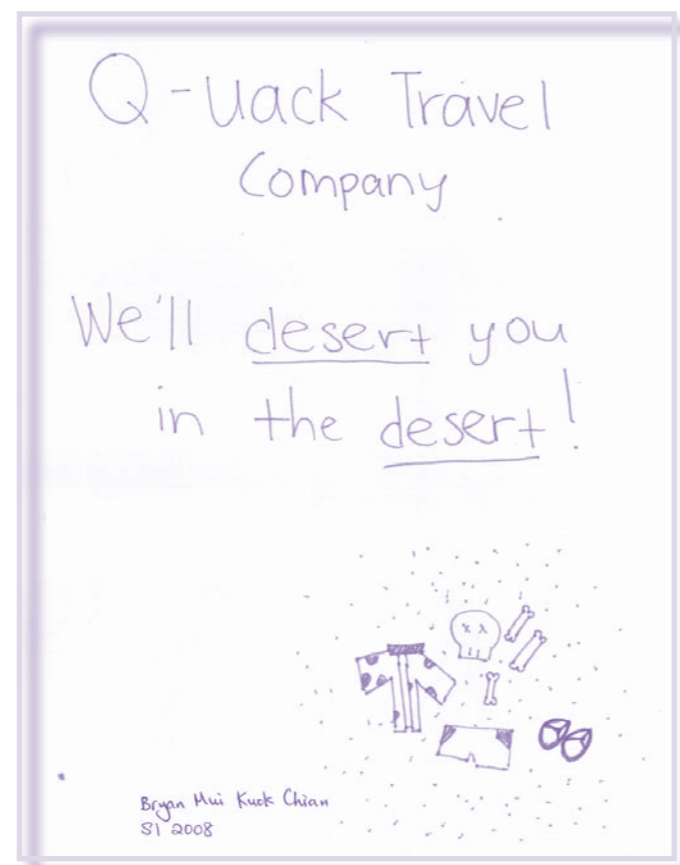 Q-uack Travel
Company
We'll desert you
in the desert!
Bryan Mui Kuok Chian
S1 2008